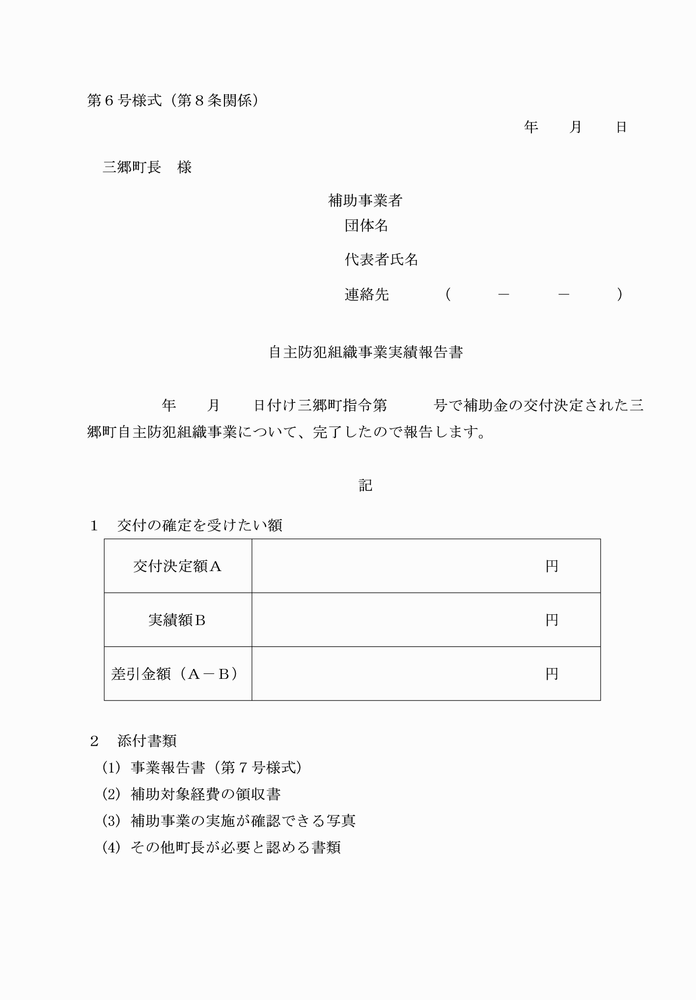 第６号様式（第８条関係）
年　　月　　日
三郷町長　様
補助事業者
団体名
代表者氏名
連絡先　　　　（　　　－　　　－　　　）
自主防犯組織事業実績報告書
年　　月　　日付け三郷町指令第　　　号で補助金の交付決定された三
郷町自主防犯組織事業について、完了したので報告します。
記
１　交付の確定を受けたい額
交付決定額Ａ　円
実績額Ｂ　円
差引金額（Ａ－Ｂ）　円
２　添付書類
(1) 事業報告書（第７号様式）
(2) 補助対象経費の領収書
(3) 補助事業の実施が確認できる写真
(4) その他町長が必要と認める書類